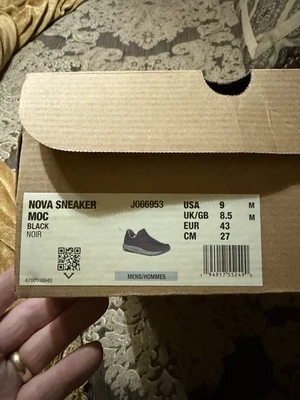 NOVA SNEAKER MOC
J066953
BLACK
NOIR
USA 9 M
UK/GB 8.5 M
EUR 43
CM 27
MENS/HOMMES